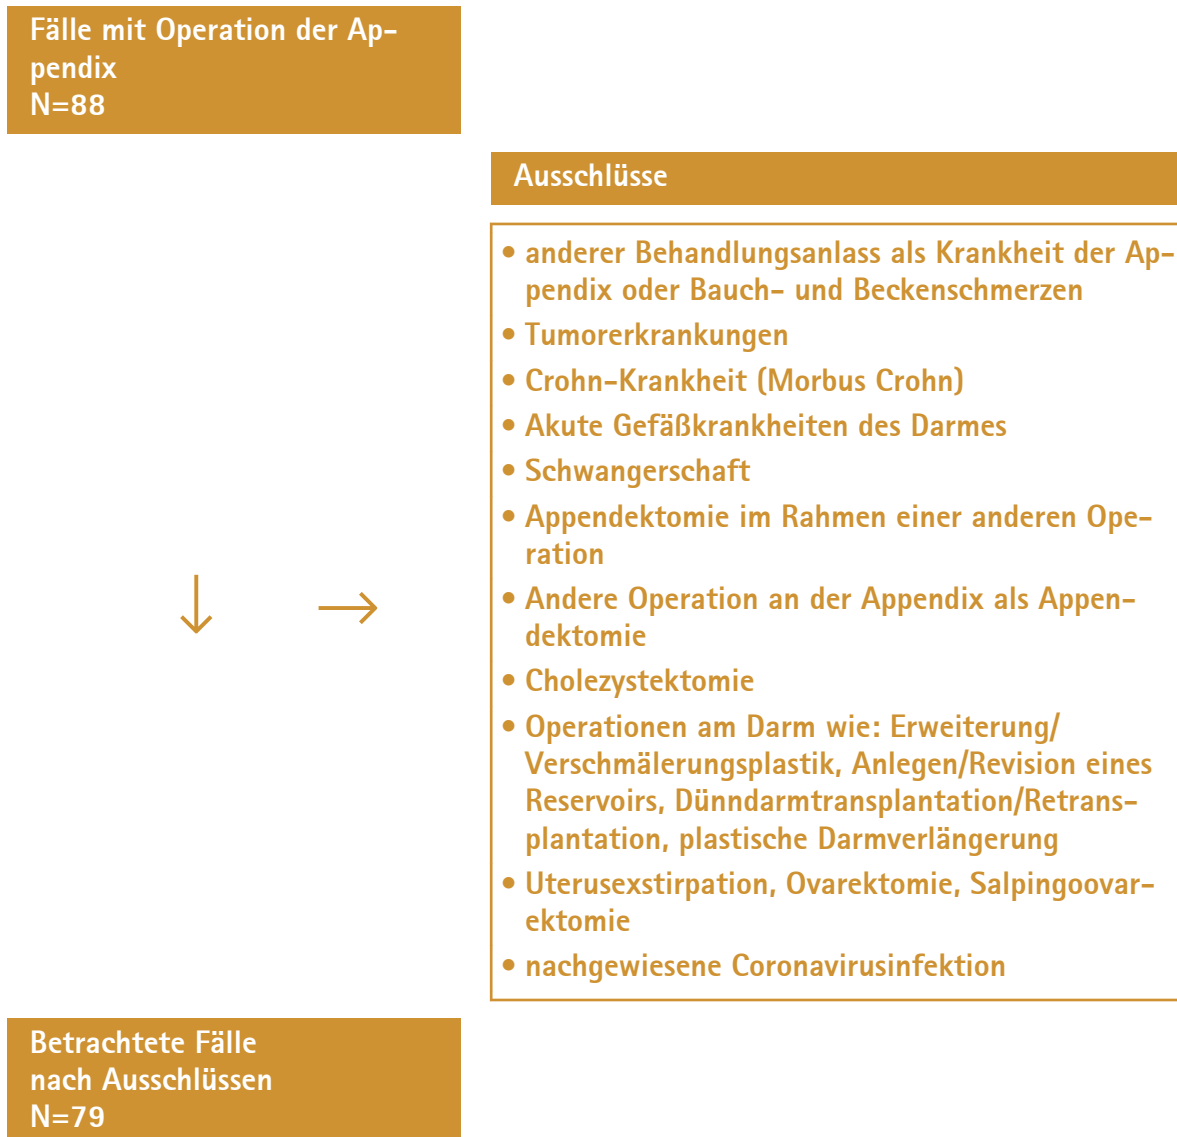 Fälle mit Operation der Ap-
pendix
N=88
Ausschlüsse
• anderer Behandlungsanlass als Krankheit der Ap-
pendix oder Bauch- und Beckenschmerzen
• Tumorerkrankungen
• Crohn-Krankheit (Morbus Crohn)
• Akute Gefäßkrankheiten des Darmes
• Schwangerschaft
• Appendektomie im Rahmen einer anderen Ope-
ration
• Andere Operation an der Appendix als Appen-
dektomie
• Cholezystektomie
• Operationen am Darm wie: Erweiterung/
Verschmälerungsplastik, Anlegen/Revision eines
Reservoirs, Dünndarmtransplantation/Retrans-
plantation, plastische Darmverlängerung
• Uterusexstirpation, Ovarektomie, Salpingoovar-
ektomie
• nachgewiesene Coronavirusinfektion
Betrachtete Fälle
nach Ausschlüssen
N=79